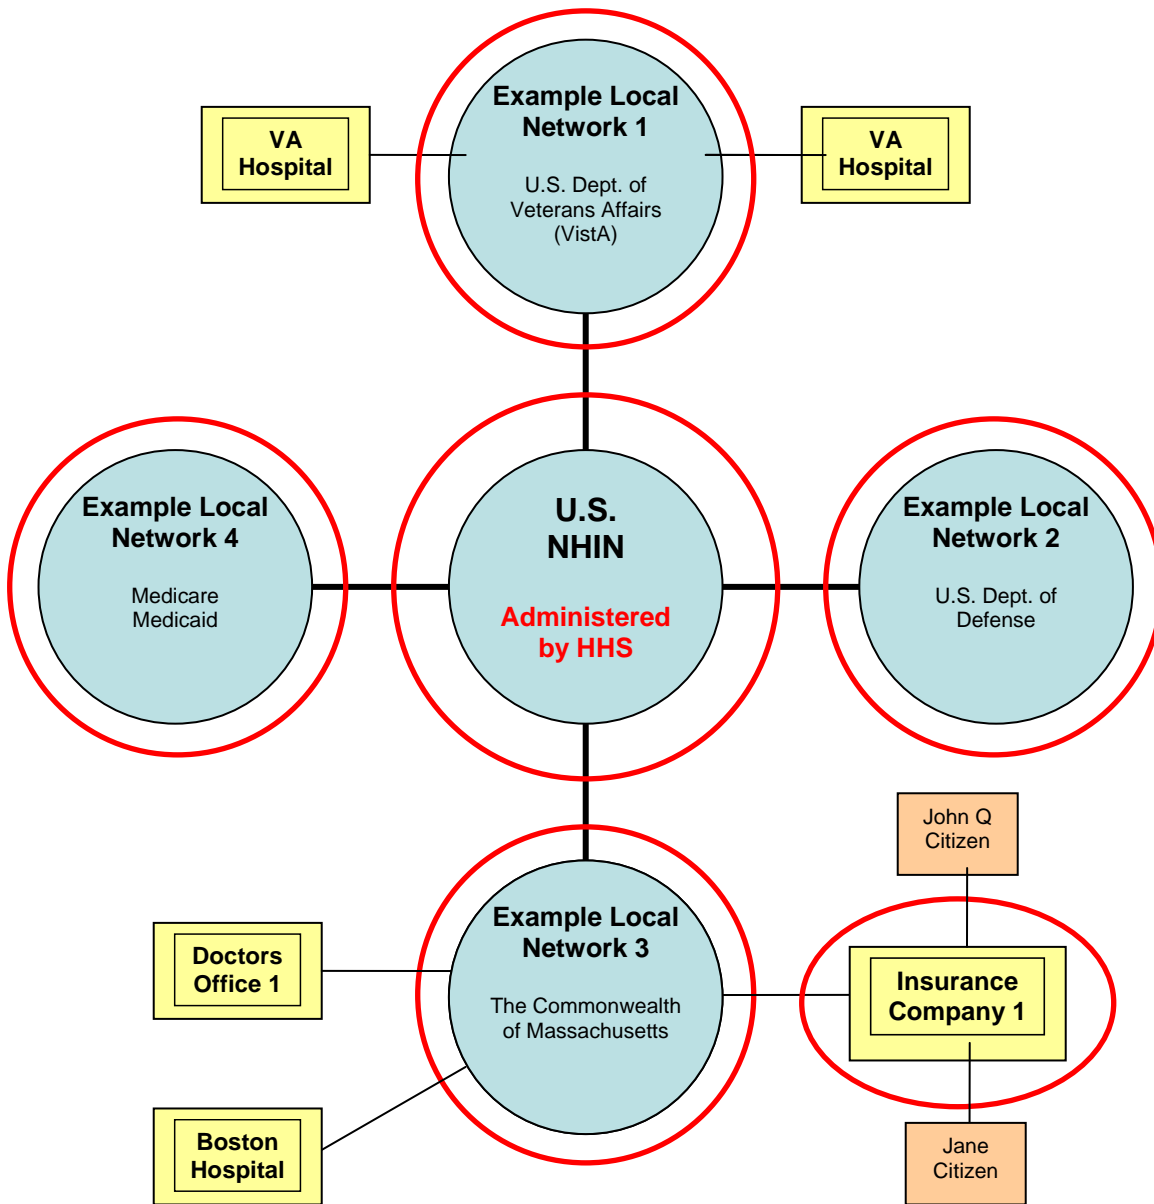 Example Local
Network 1
U.S. Dept. of
Veterans Affairs
(VistA)
VA
Hospital
VA
Hospital
Example Local
Network 4
Medicare
Medicaid
U.S.
NHIN
Administered
by HHS
Example Local
Network 2
U.S. Dept. of
Defense
John Q
Citizen
Example Local
Network 3
The Commonwealth
of Massachusetts
Doctors
Office 1
Insurance
Company 1
Boston
Hospital
Jane
Citizen